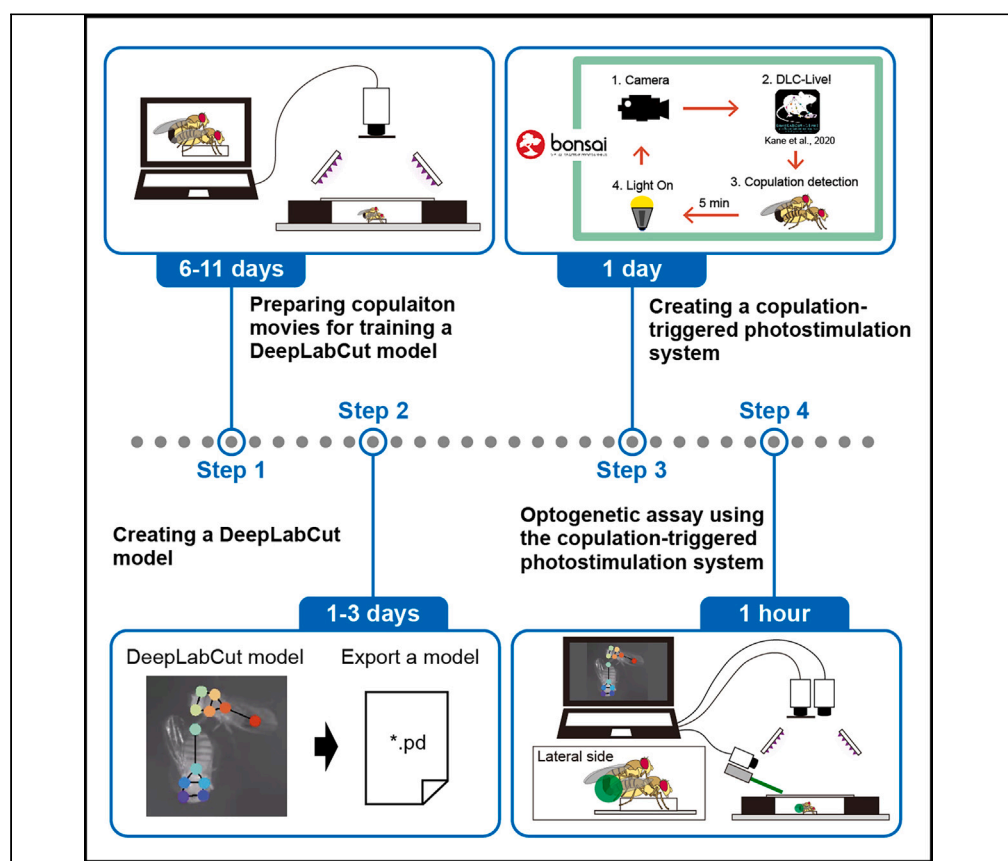 1. Camera
2. DLC-Live!
Kane et al., 2020
bonsai
4. Light On
3. Copulation detection
5 min
6-11 days
1 day
Preparing copulaiton
movies for training a
DeepLabCut model
Creating a copulation-
triggered photostimulation
system
Step 2
Step 4
Step 1
Step 3
Creating a DeepLabCut
model
Optogenetic assay using
the copulation-triggered
photostimulation system
1-3 days
1 hour
DeepLabCut model
Export a model
*.pd
Lateral side